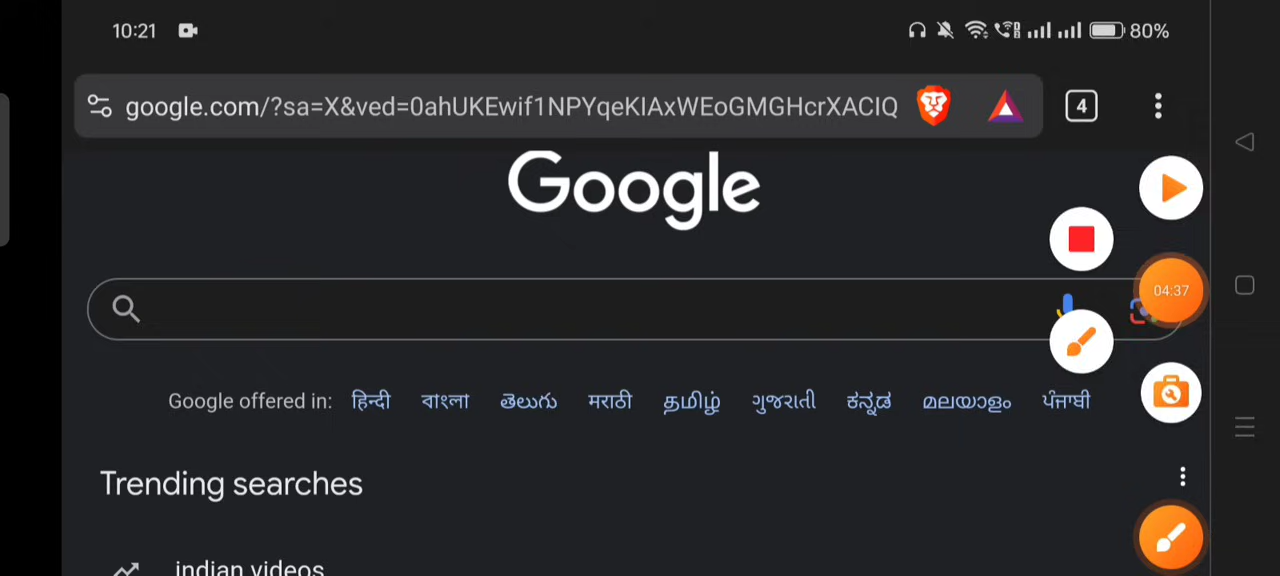 10:21
80%
google.com/?sa=X&ved=0ahUKEwif1NPYqeKIAxWEoGMGHcrXACIQ
4
Google
04:37
Google offered in: हिन्दी বাংলা తెలుగు मराठी தமிழ் ગુજરાતી ಕನ್ನಡ മലയാളം ਪੰਜਾਬੀ
Trending searches
indian videos